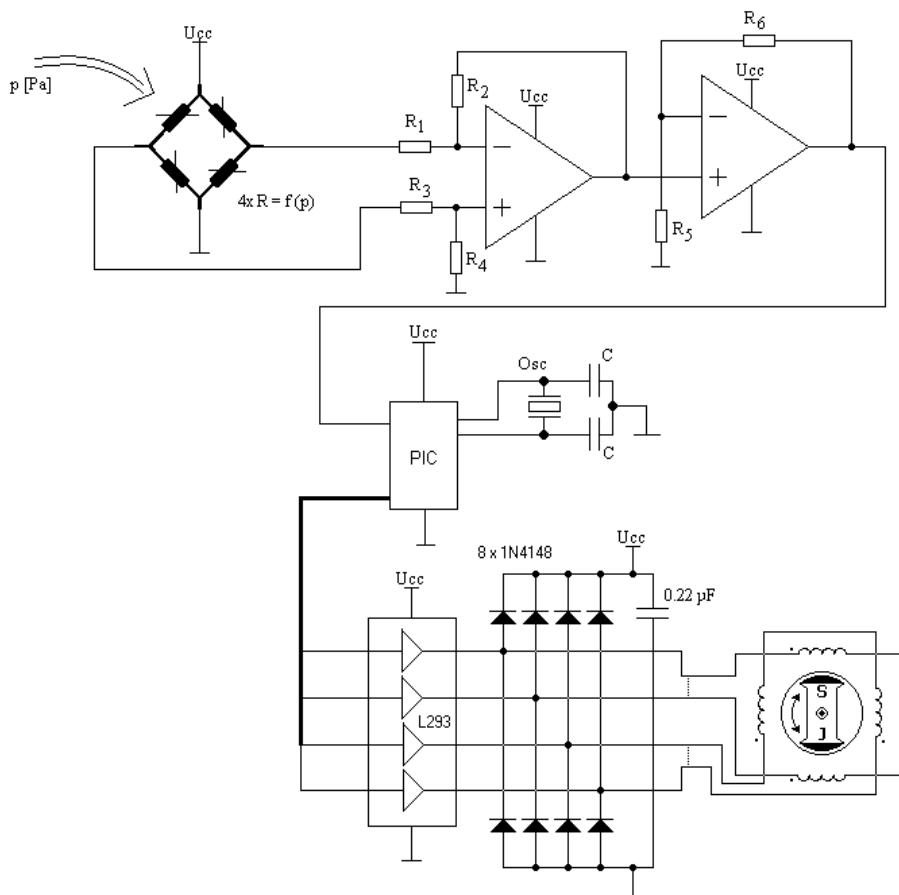 Ucc
R6
p [Pa]
R2
Ucc
Ucc
R1
R3
4x R = f (p)
R4
R5
Ucc
Osc
C
PIC
C
8 x 1N4148
Ucc
Ucc
0.22 µF
L293
S
J